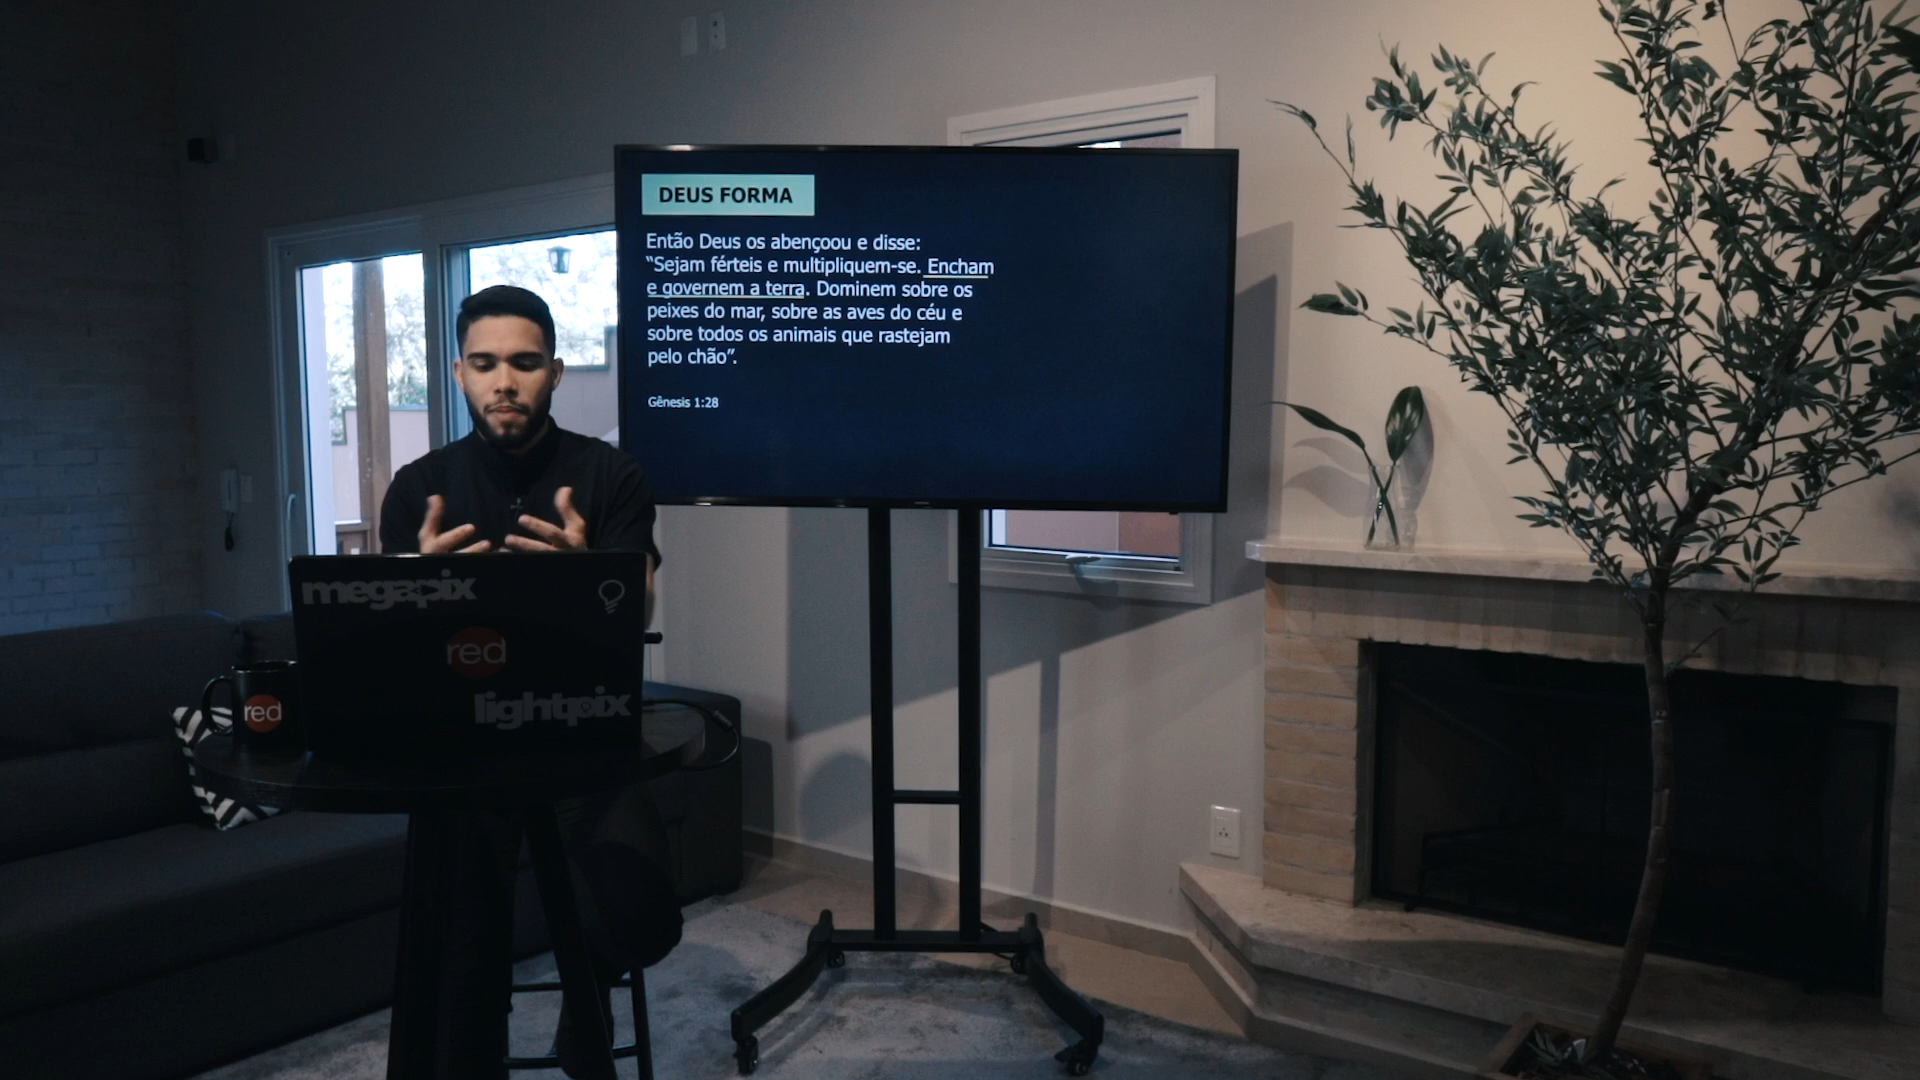 DEUS FORMA
Então Deus os abençoou e disse:
“Sejam férteis e multipliquem-se. Encham
e governem a terra. Dominem sobre os
peixes do mar, sobre as aves do céu e
sobre todos os animais que rastejam
pelo chão”.
Gênesis 1:28
megapix
red
lightpix
red